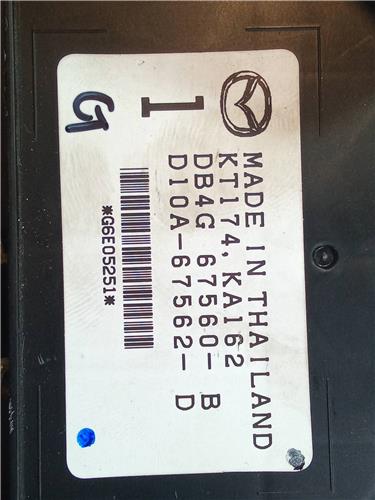 1
MADE IN THAILAND
KT174,KA162
DB4G 67560- B
D10A-67562- D
*G6E05251*
G